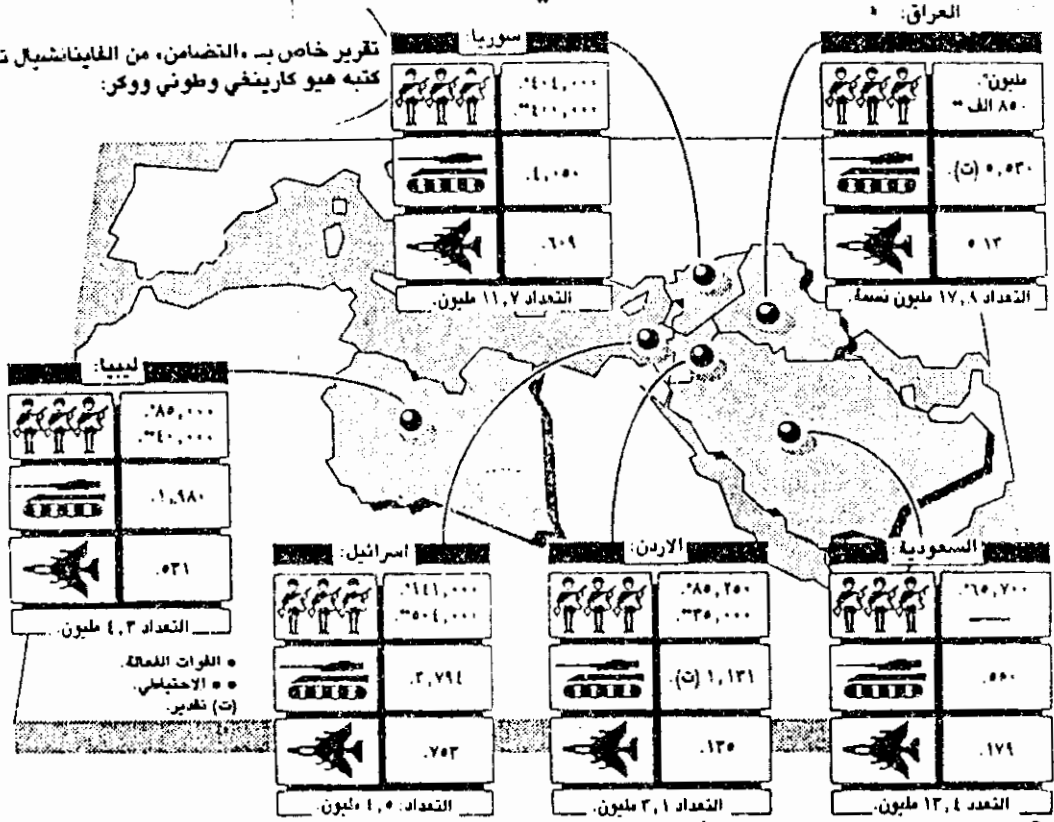 تقرير خاص بـ «التضامن» من الفاينانشيال تـ
كتبه هيو كارينغي وطوني ووكر:
العراق:
مليون*.
٨٥٠ الف **
٥,٥٣٠ (ت).
٥١٣
التعداد ١٧,٩ مليون نسمة.
سوريا:
٤٠٤,٠٠٠*.
٤٠٠,٠٠٠**.
٤,٠٥٠.
٦٠٩.
التعداد ١١,٧ مليون.
ليبيا:
٨٥,٠٠٠*.
٤٠,٠٠٠**.
١,٩٨٠.
٥٣١.
التعداد ٤,٣ مليون.
* القوات الفعالة.
* * الاحتياطي.
(ت) تقدير.
السعودية:
٦٥,٧٠٠*.
٥٥٠.
١٧٩.
التعدد ١٣,٤ مليون.
الاردن:
٨٥,٢٥٠*.
٣٥,٠٠٠**.
١,١٣١ (ت).
١٣٥.
التعداد ٣,١ مليون.
اسرائيل:
١٤١,٠٠٠*.
٥٠٤,٠٠٠**.
٣,٧٩٤.
٧٥٣.
التعداد: ٤,٥ مليون.